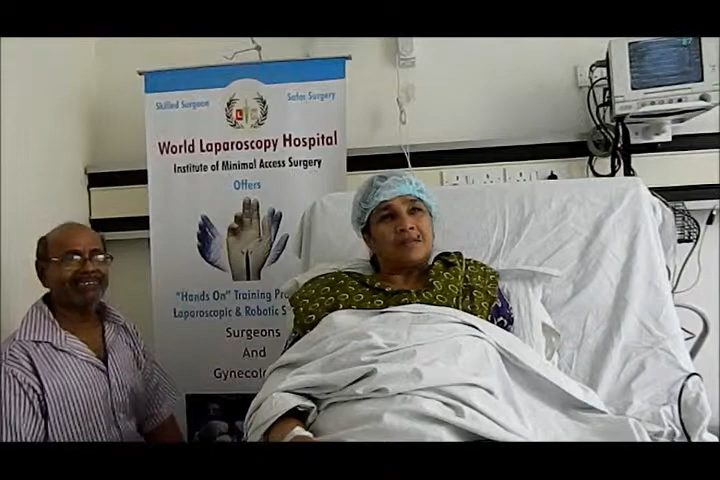 Skilled Surgeon
Safer Surgery
World Laparoscopy Hospital
Institute of Minimal Access Surgery
Offers
"Hands On" Training
Laparoscopic & Robotic
Surgeons
And